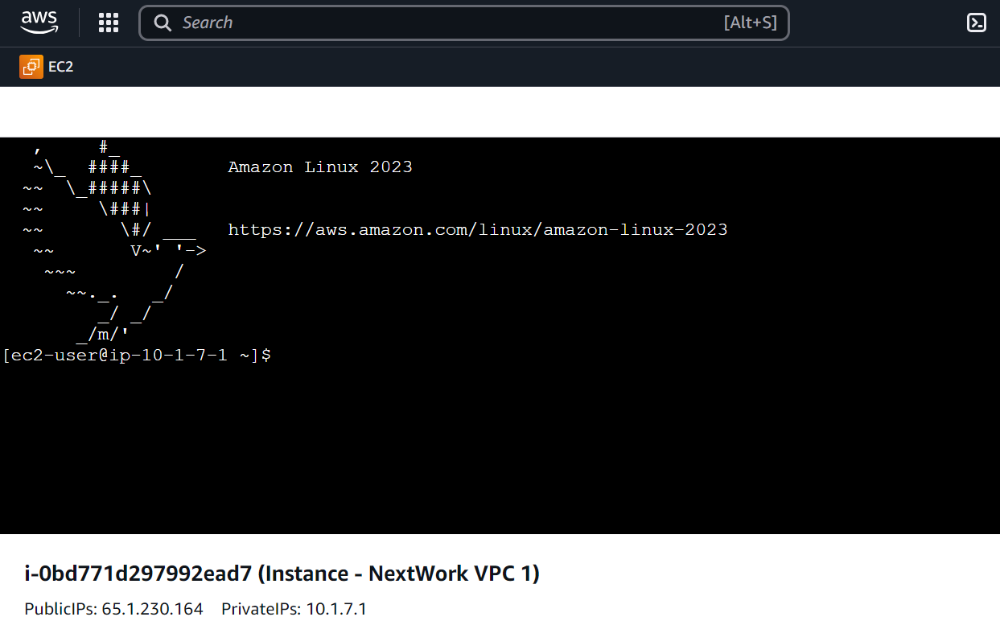 aws
Search [Alt+S]
EC2
   ,     #_
   ~\_  ####_        Amazon Linux 2023
  ~~  \_#####\
  ~~     \###|
  ~~       \#/ ___   https://aws.amazon.com/linux/amazon-linux-2023
   ~~       V~' '->
    ~~~         /
      ~~._.   _/
         _/ _/
       _/m/'
[ec2-user@ip-10-1-7-1 ~]$
i-0bd771d297992ead7 (Instance - NextWork VPC 1)
PublicIPs: 65.1.230.164 PrivateIPs: 10.1.7.1